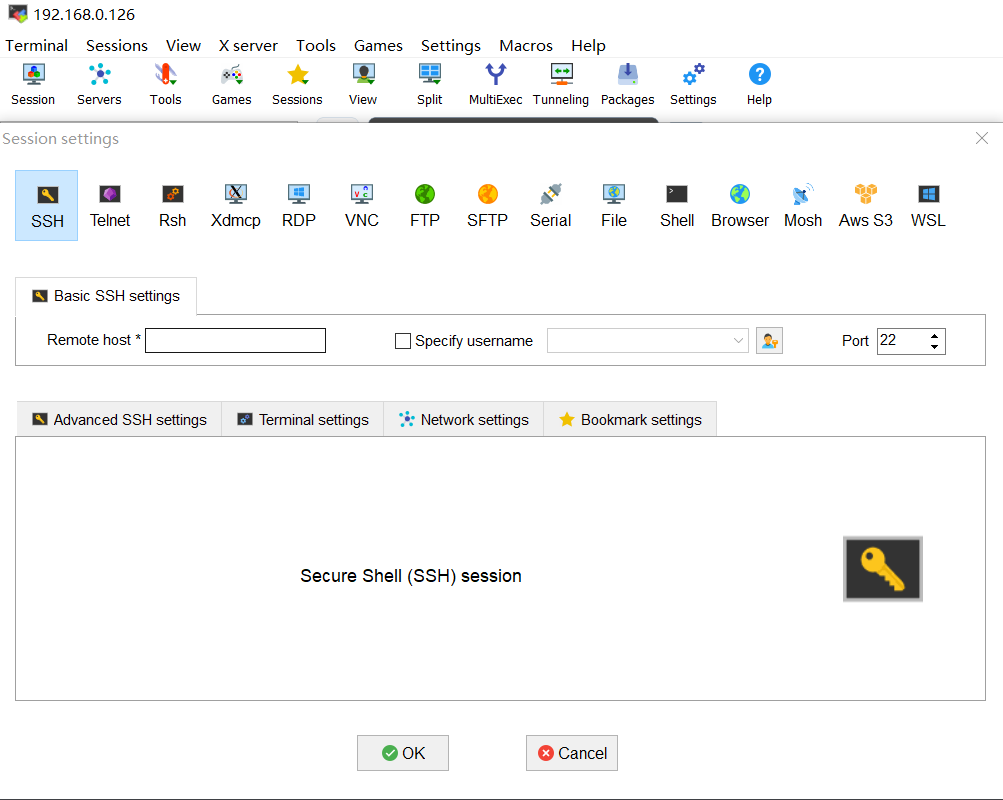 192.168.0.126
Terminal Sessions View X server Tools Games Settings Macros Help
Session Servers Tools Games Sessions View Split MultiExec Tunneling Packages Settings Help
Session settings
SSH Telnet Rsh Xdmcp RDP VNC FTP SFTP Serial File Shell Browser Mosh Aws S3 WSL
Basic SSH settings
Remote host * Specify username Port 22
Advanced SSH settings Terminal settings Network settings Bookmark settings
Secure Shell (SSH) session
OK Cancel